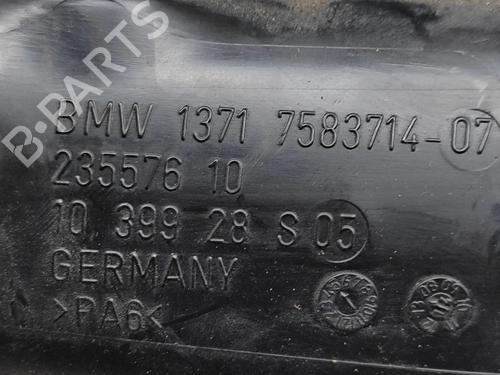 B-PARTS
BMW 1371 7583714-07
235576 10
10 399 28 S 05
GERMANY
>PA6<